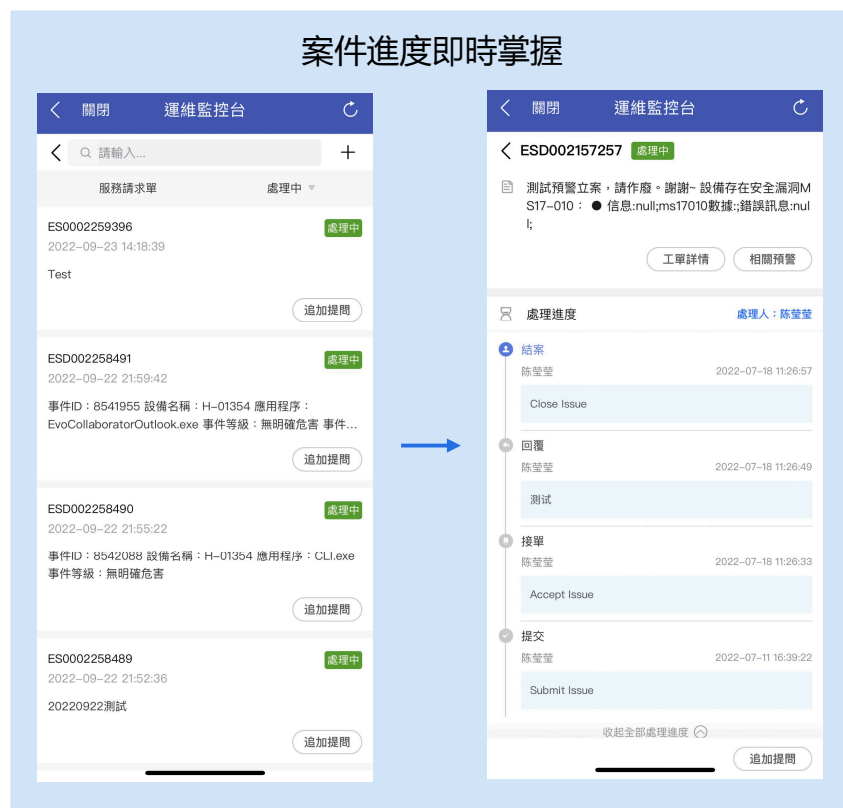 案件進度即時掌握
關閉 運維監控台
請輸入...
服務請求單 處理中
ES0002259396 處理中
2022-09-23 14:18:39
Test
追加提問
ESD002258491 處理中
2022-09-22 21:59:42
事件ID：8541955 設備名稱：H-01354 應用程序：
EvoCollaboratorOutlook.exe 事件等級：無明確危害 事件...
追加提問
ESD002258490 處理中
2022-09-22 21:55:22
事件ID：8542088 設備名稱：H-01354 應用程序：CLI.exe
事件等級：無明確危害
追加提問
ES0002258489 處理中
2022-09-22 21:52:36
20220922測試
追加提問
關閉 運維監控台
ESD002157257 處理中
測試預警立案，請作廢。謝謝~ 設備存在安全漏洞M
S17-010： ● 信息:null;ms17010數據:;錯誤訊息:nul
l;
工單詳情 相關預警
處理進度 處理人：陈莹莹
結案
陈莹莹 2022-07-18 11:26:57
Close Issue
回覆
陈莹莹 2022-07-18 11:26:49
测试
接單
陈莹莹 2022-07-18 11:26:33
Accept Issue
提交
陈莹莹 2022-07-11 16:39:22
Submit Issue
收起全部處理進度
追加提問